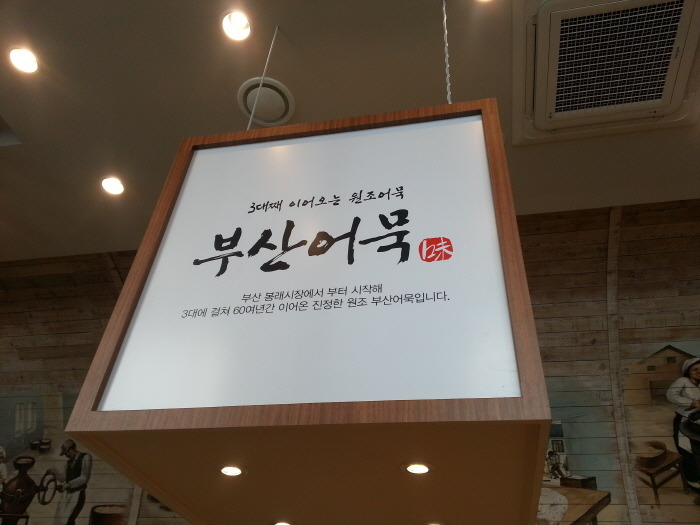 3대째 이어오는 원조어묵
부산어묵 味
부산 봉래시장에서 부터 시작해
3대에 걸쳐 60여년간 이어온 진정한 원조 부산어묵입니다.